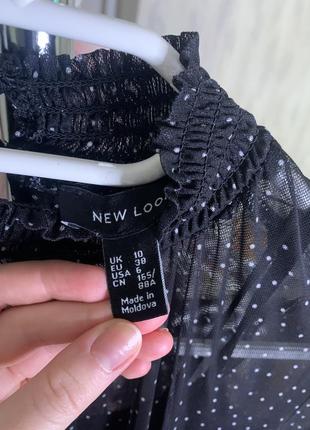 NEW LOOK
UK 10
EU 38
USA 6
CN 165/
88A
Made in
Moldova